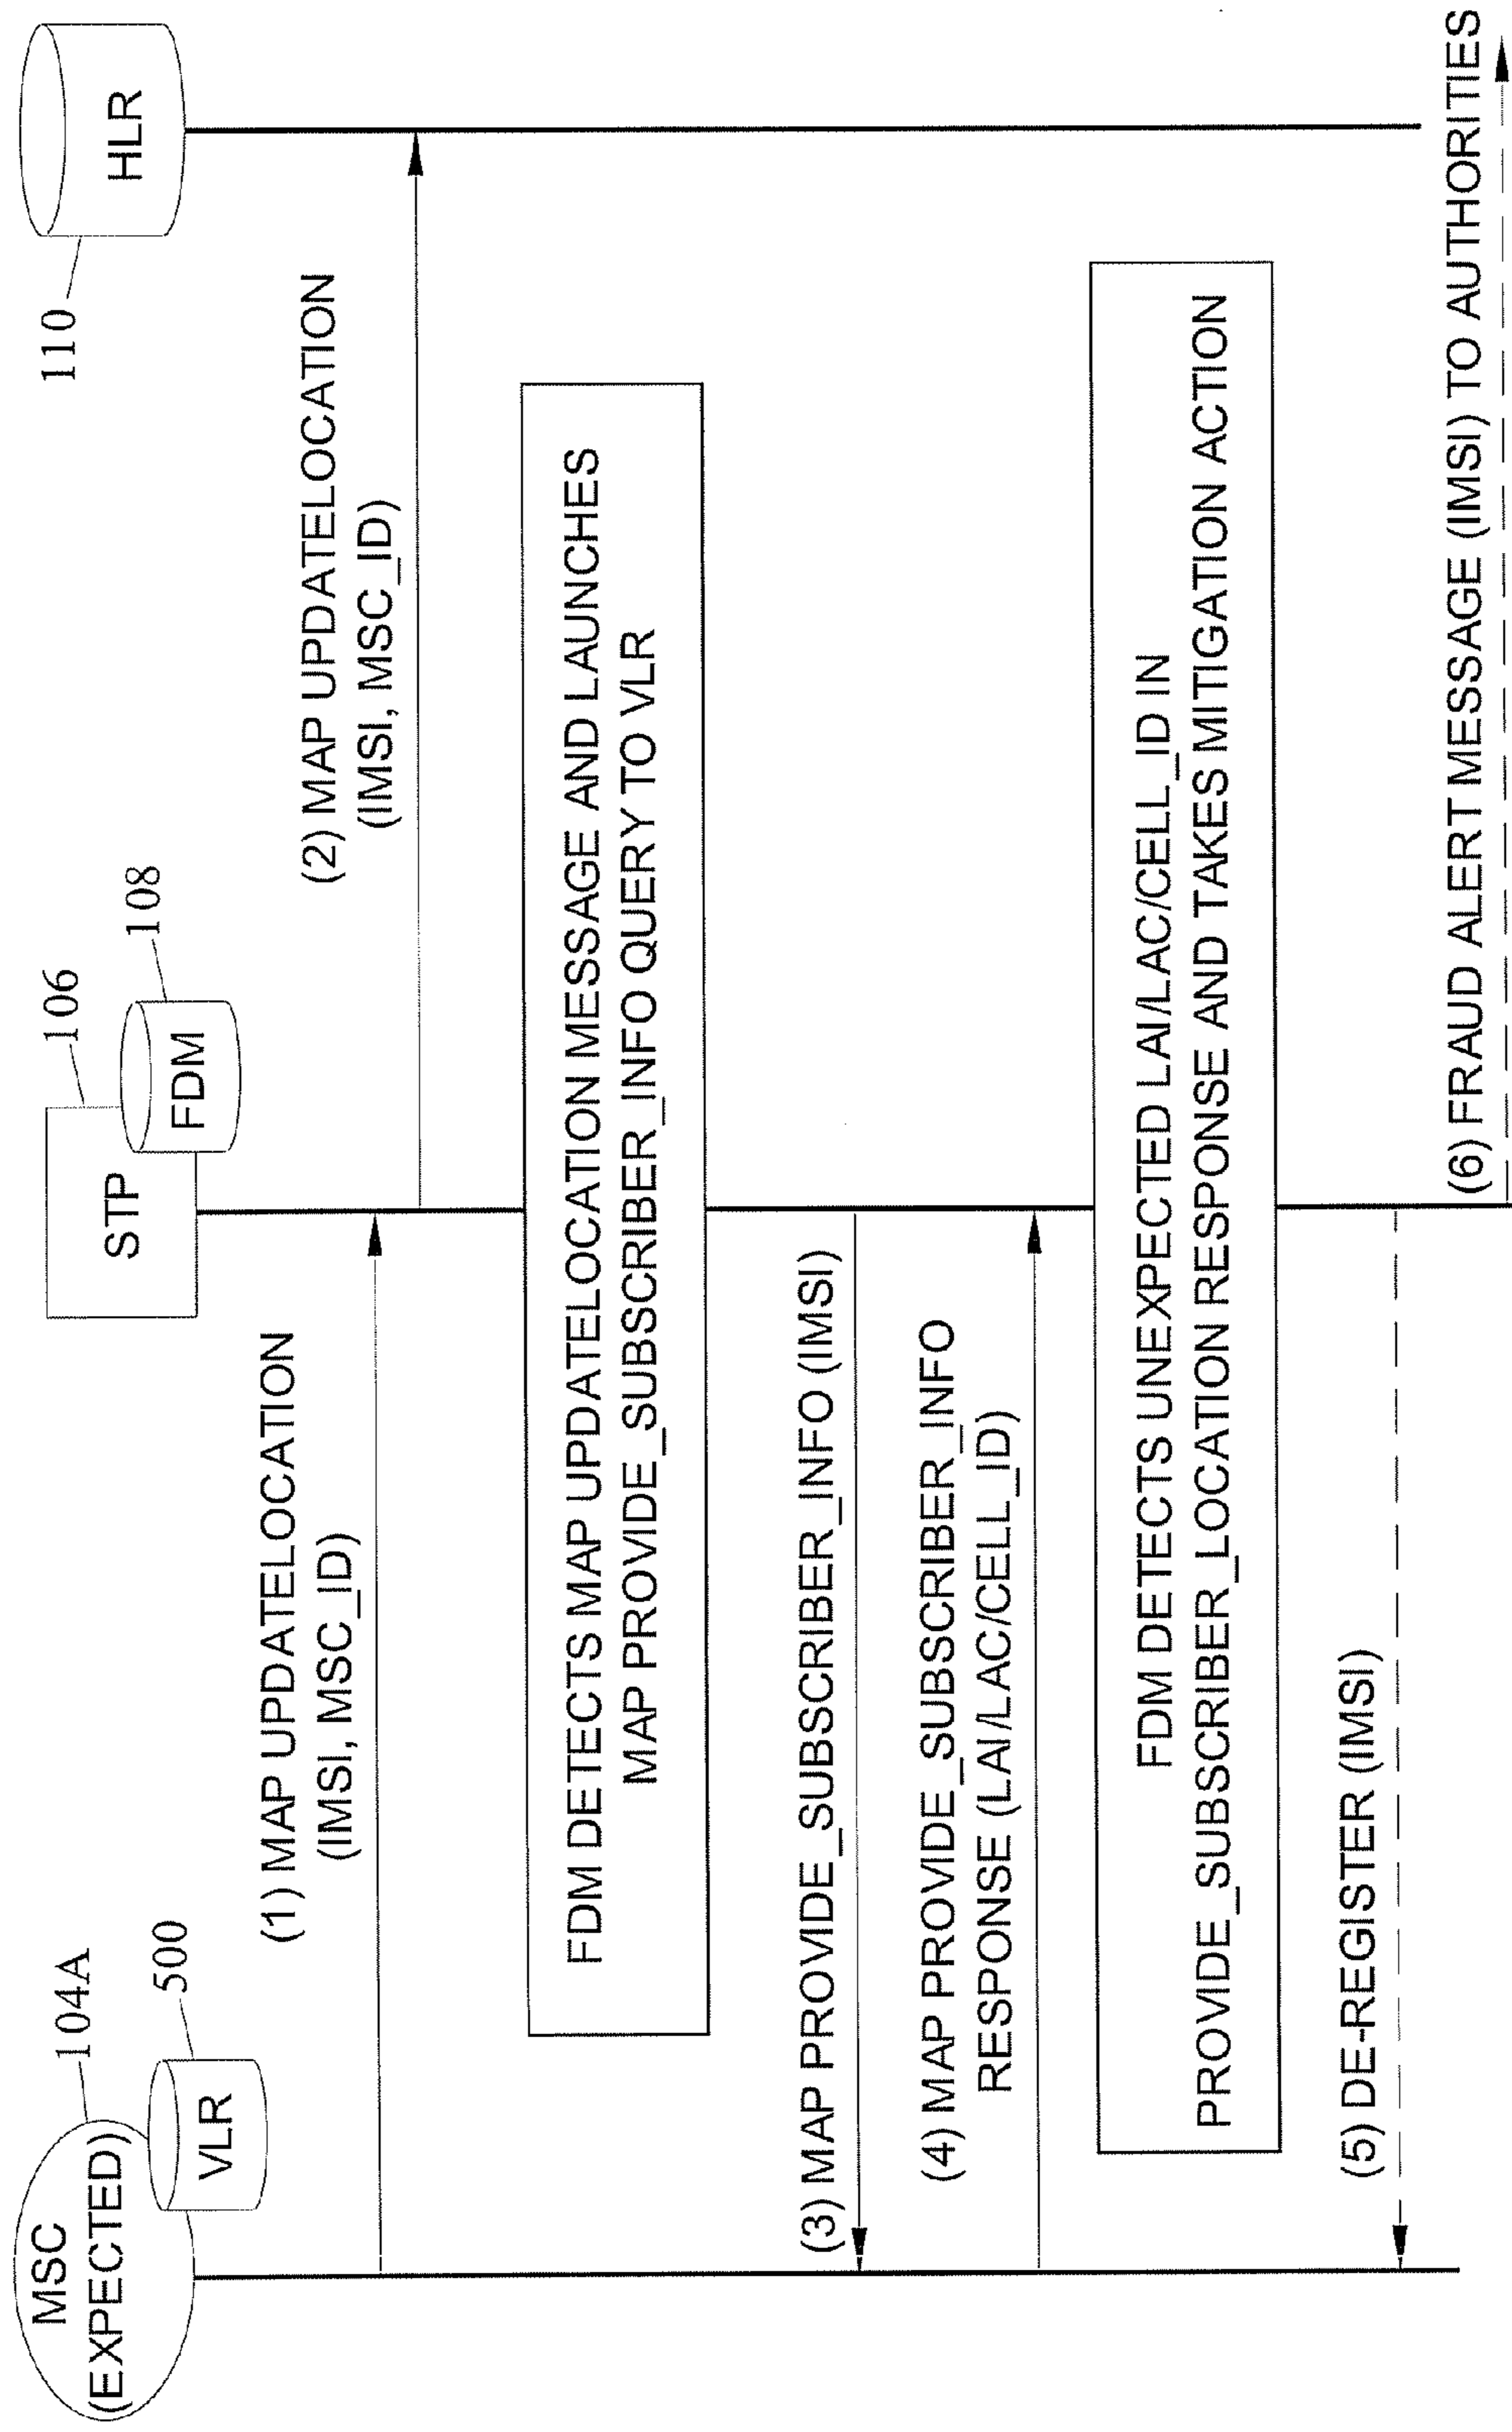 MSC
(EXPECTED)
104A
VLR
500
STP
106
FDM
108
HLR
110
(1) MAP UPDATELOCATION
(IMSI, MSC_ID)
(2) MAP UPDATELOCATION
(IMSI, MSC_ID)
FDM DETECTS MAP UPDATELOCATION MESSAGE AND LAUNCHES
MAP PROVIDE_SUBSCRIBER_INFO QUERY TO VLR
(3) MAP PROVIDE_SUBSCRIBER_INFO (IMSI)
(4) MAP PROVIDE_SUBSCRIBER_INFO
RESPONSE (LAI/LAC/CELL_ID)
FDM DETECTS UNEXPECTED LAI/LAC/CELL_ID IN
PROVIDE_SUBSCRIBER_LOCATION RESPONSE AND TAKES MITIGATION ACTION
(5) DE-REGISTER (IMSI)
(6) FRAUD ALERT MESSAGE (IMSI) TO AUTHORITIES